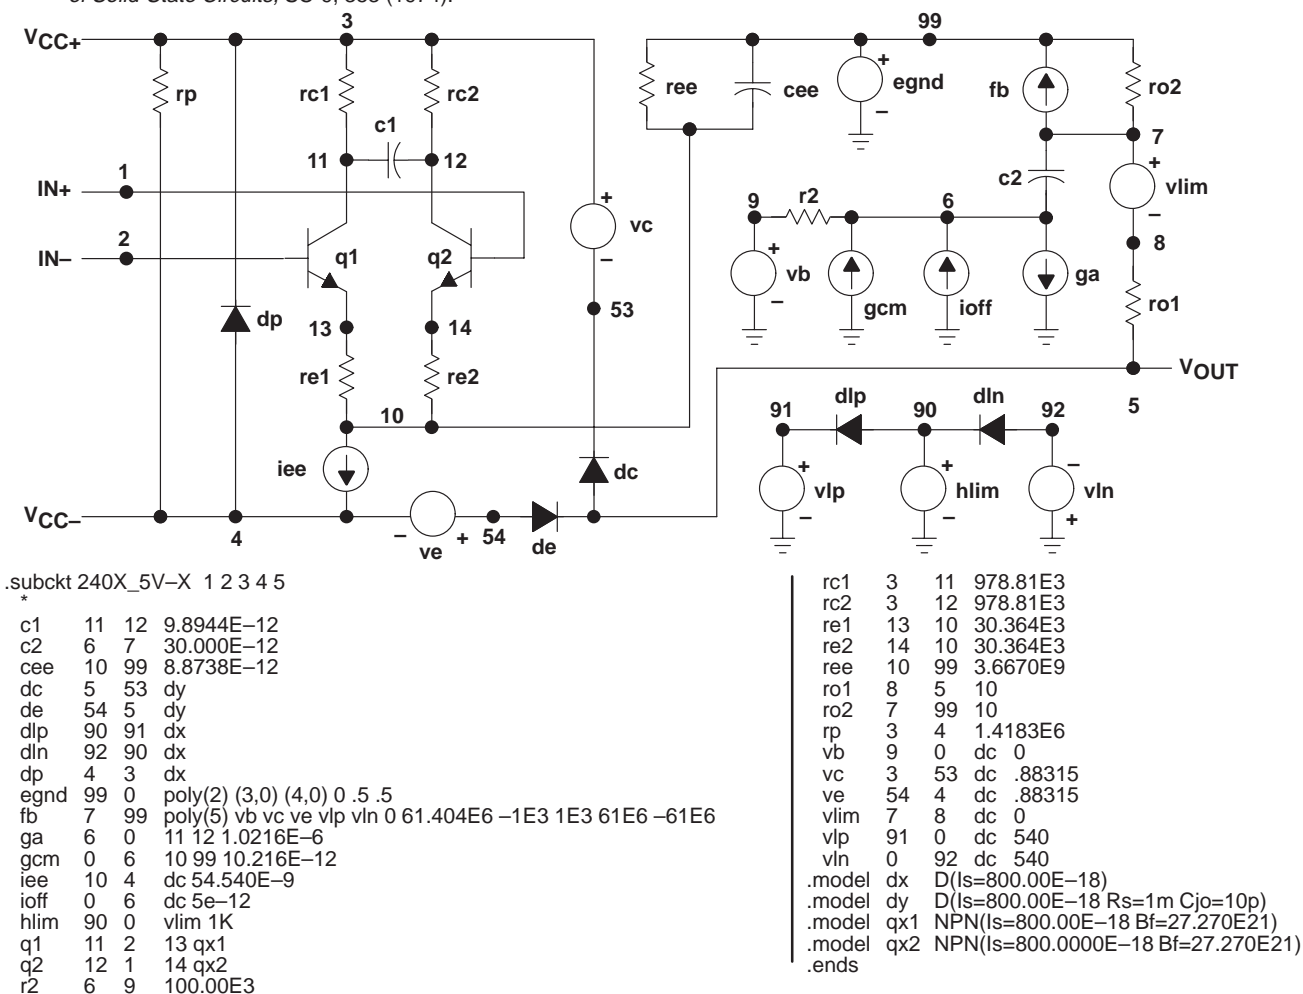 of Solid-State Circuits, SC-9, 353 (1974).
VCC+
3
99
rp
rc1
rc2
ree
cee
egnd
+
–
fb
ro2
c1
11
12
7
1
IN+
c2
+
vlim
–
9
r2
6
8
2
IN–
q1
q2
+
vc
–
+
vb
–
gcm
ioff
ga
ro1
53
dp
13
14
re1
re2
VOUT
5
10
dlp
dln
91
90
92
iee
dc
+
vlp
–
+
hlim
–
–
vln
+
VCC–
4
–
ve
+
54
de
.subckt 240X_5V–X 1 2 3 4 5
*
c1 11 12 9.8944E–12
c2 6 7 30.000E–12
cee 10 99 8.8738E–12
dc 5 53 dy
de 54 5 dy
dlp 90 91 dx
dln 92 90 dx
dp 4 3 dx
egnd 99 0 poly(2) (3,0) (4,0) 0 .5 .5
fb 7 99 poly(5) vb vc ve vlp vln 0 61.404E6 –1E3 1E3 61E6 –61E6
ga 6 0 11 12 1.0216E–6
gcm 0 6 10 99 10.216E–12
iee 10 4 dc 54.540E–9
ioff 0 6 dc 5e–12
hlim 90 0 vlim 1K
q1 11 2 13 qx1
q2 12 1 14 qx2
r2 6 9 100.00E3
rc1 3 11 978.81E3
rc2 3 12 978.81E3
re1 13 10 30.364E3
re2 14 10 30.364E3
ree 10 99 3.6670E9
ro1 8 5 10
ro2 7 99 10
rp 3 4 1.4183E6
vb 9 0 dc 0
vc 3 53 dc .88315
ve 54 4 dc .88315
vlim 7 8 dc 0
vlp 91 0 dc 540
vln 0 92 dc 540
.model dx D(Is=800.00E–18)
.model dy D(Is=800.00E–18 Rs=1m Cjo=10p)
.model qx1 NPN(Is=800.00E–18 Bf=27.270E21)
.model qx2 NPN(Is=800.0000E–18 Bf=27.270E21)
.ends